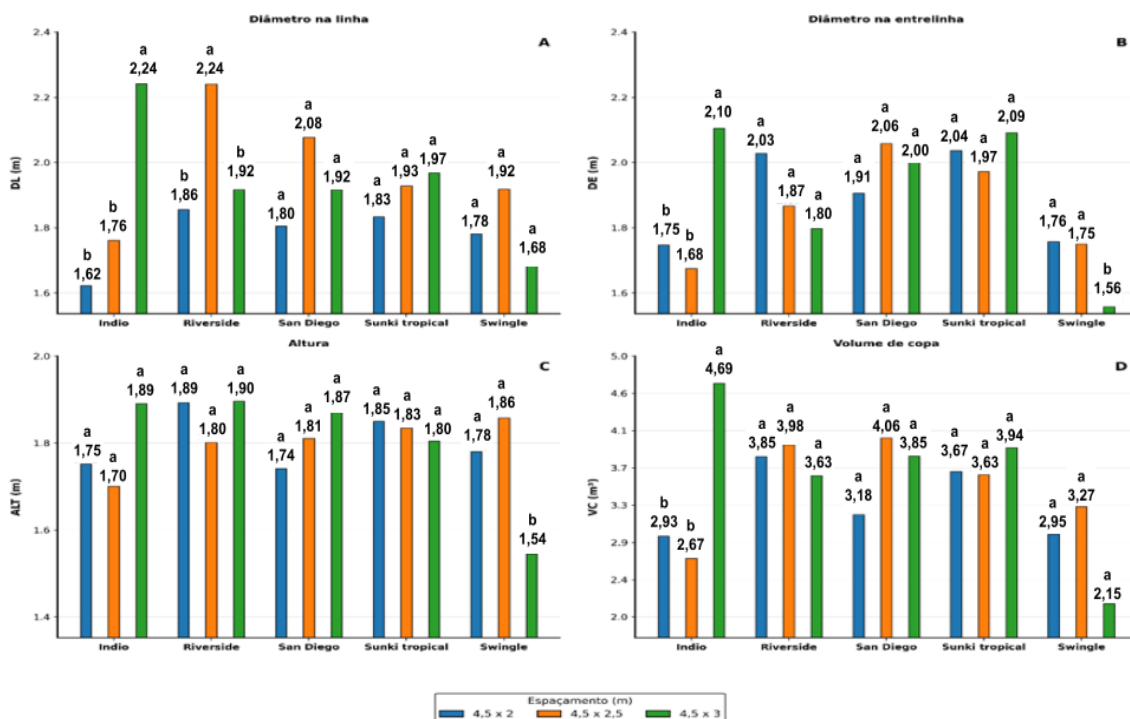 Diâmetro na linha
A
DL (m)
2.4
2.2
2.0
1.8
1.6
b
1,62
b
1,76
a
2,24
b
1,86
a
2,24
b
1,92
a
1,80
a
2,08
a
1,92
a
1,83
a
1,93
a
1,97
a
1,78
a
1,92
a
1,68
Indio Riverside San Diego Sunki tropical Swingle
Diâmetro na entrelinha
B
DE (m)
2.4
2.2
2.0
1.8
1.6
b
1,75
b
1,68
a
2,10
a
2,03
a
1,87
a
1,80
a
1,91
a
2,06
a
2,00
a
2,04
a
1,97
a
2,09
a
1,76
a
1,75
b
1,56
Indio Riverside San Diego Sunki tropical Swingle
Altura
C
ALT (m)
2.0
1.8
1.6
1.4
a
1,75
a
1,70
a
1,89
a
1,89
a
1,80
a
1,90
a
1,74
a
1,81
a
1,87
a
1,85
a
1,83
a
1,80
a
1,78
a
1,86
b
1,54
Indio Riverside San Diego Sunki tropical Swingle
Volume de copa
D
VC (m³)
5.0
4.6
4.1
3.7
3.3
2.9
2.4
2.0
b
2,93
b
2,67
a
4,69
a
3,85
a
3,98
a
3,63
a
3,18
a
4,06
a
3,85
a
3,67
a
3,63
a
3,94
a
2,95
a
3,27
a
2,15
Indio Riverside San Diego Sunki tropical Swingle
Espaçamento (m)
4,5 x 2 4,5 x 2,5 4,5 x 3